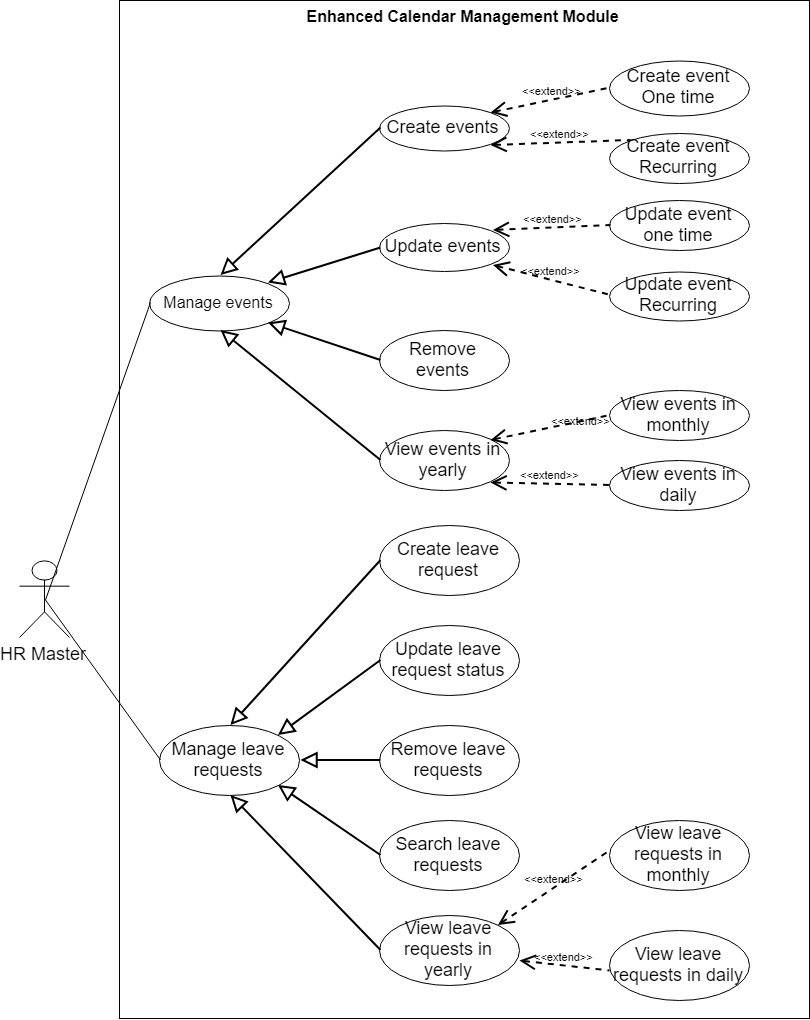 Enhanced Calendar Management Module
Create event
One time
<<extend>>
Create events
<<extend>>
Create event
Recurring
Update event
one time
<<extend>>
Update events
<<extend>>
Update event
Recurring
Manage events
Remove
events
View events in
monthly
<<extend>>
View events in
yearly
<<extend>>
View events in
daily
Create leave
request
HR Master
Update leave
request status
Manage leave
requests
Remove leave
requests
Search leave
requests
View leave
requests in
monthly
<<extend>>
View leave
requests in
yearly
<<extend>>
View leave
requests in daily